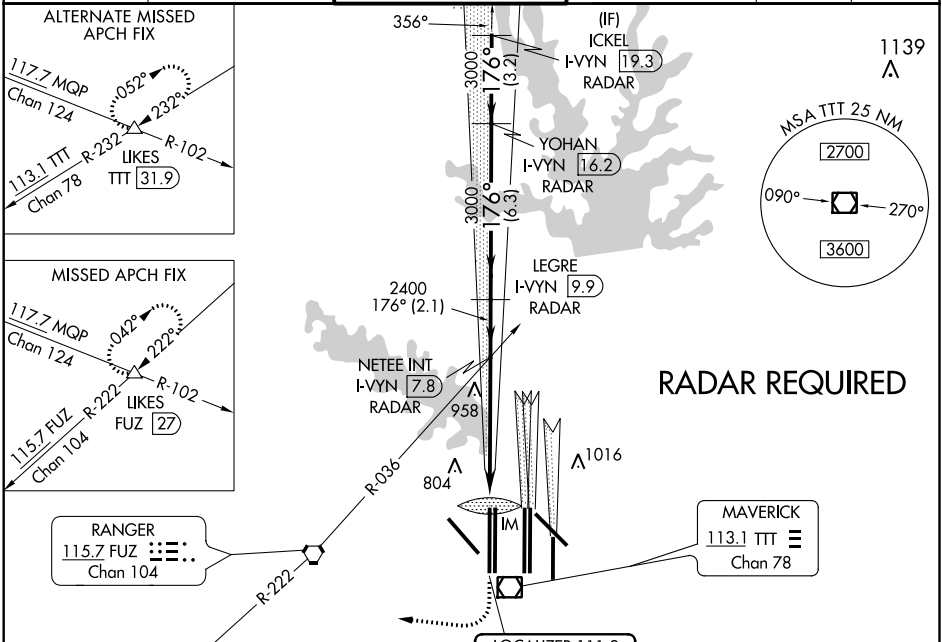 ALTERNATE MISSED
APCH FIX
117.7 MQP
Chan 124
052°
232°
R-232
R-102
113.1 TTT
Chan 78
LIKES
TTT 31.9
MISSED APCH FIX
117.7 MQP
Chan 124
042°
222°
R-222
R-102
115.7 FUZ
Chan 104
LIKES
FUZ 27
356°
(IF)
ICKEL
I-VYN 19.3
RADAR
3000
176°
(3.2)
YOHAN
I-VYN 16.2
RADAR
3000
176°
(6.3)
LEGRE
I-VYN 9.9
RADAR
2400
176° (2.1)
NETEE INT
I-VYN 7.8
RADAR
958
804
1016
1139
MSA TTT 25 NM
2700
090°
270°
3600
RADAR REQUIRED
R-036
IM
RANGER
115.7 FUZ
Chan 104
R-222
MAVERICK
113.1 TTT
Chan 78